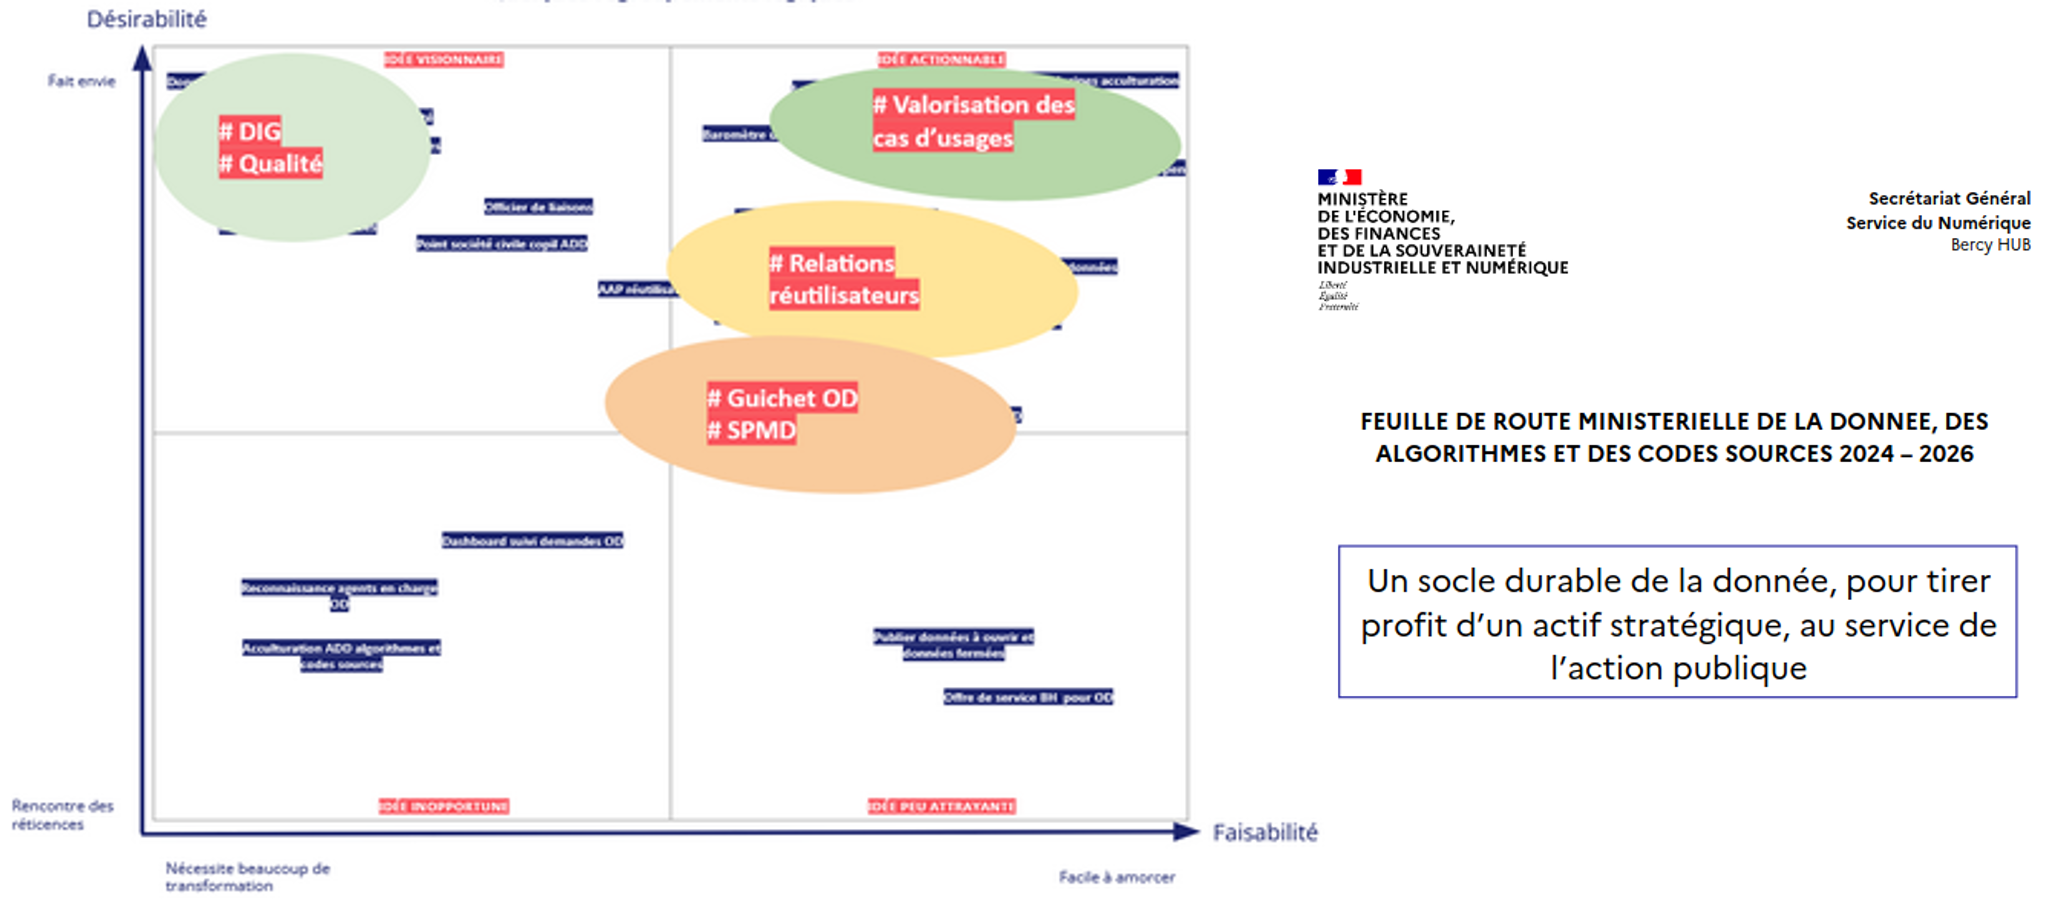 Désirabilité
Fait envie
IDÉE VISIONNAIRE
IDÉE ACTIONNABLE
acculturation
# DIG
# Qualité
# Valorisation des
cas d’usages
Baromètre
Officier de liaisons
Point société civile copil ADD
AAP
# Relations
réutilisateurs
données
# Guichet OD
# SPMD
Dashboard suivi demandes OD
Reconnaissance agents en charge
OD
Acculturation ADD algorithmes et
codes sources
Publier données à ouvrir et
données fermées
Offre de service BH pour OD
Rencontre des
réticences
IDÉE INOPPORTUNE
IDÉE PEU ATTRAYANTE
Faisabilité
Nécessite beaucoup de
transformation
Facile à amorcer
MINISTÈRE
DE L'ÉCONOMIE,
DES FINANCES
ET DE LA SOUVERAINETÉ
INDUSTRIELLE ET NUMÉRIQUE
Liberté
Égalité
Fraternité
Secrétariat Général
Service du Numérique
Bercy HUB
FEUILLE DE ROUTE MINISTERIELLE DE LA DONNEE, DES
ALGORITHMES ET DES CODES SOURCES 2024 – 2026
Un socle durable de la donnée, pour tirer
profit d’un actif stratégique, au service de
l’action publique